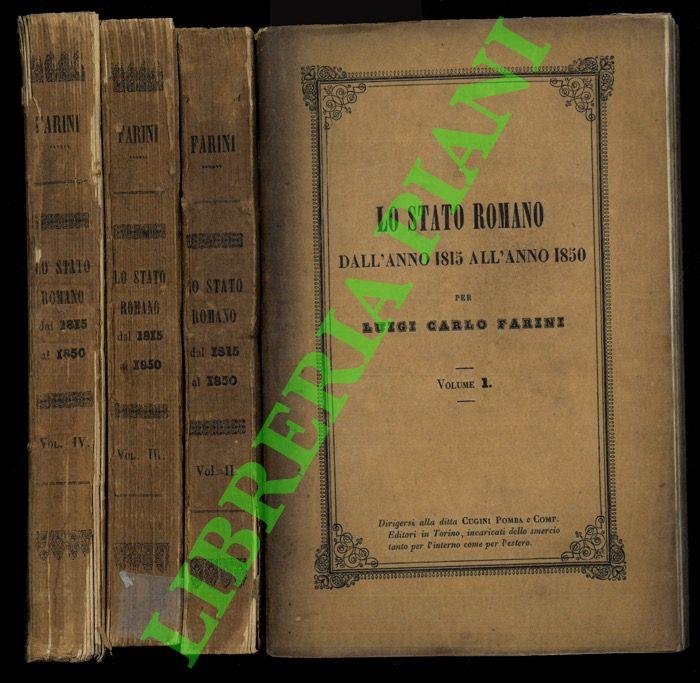 FARINI
LO STATO
ROMANO
dal 1815
al 1850
Vol. IV.
FARINI
LO STATO
ROMANO
dal 1815
al 1850
Vol. III.
FARINI
LO STATO
ROMANO
dal 1815
al 1850
Vol. II
LO STATO ROMANO
DALL'ANNO 1815 ALL'ANNO 1850
PER
LUIGI CARLO FARINI
VOLUME 1.
Dirigersi alla ditta CUGINI POMBA e COMP.
Editori in Torino, incaricati dello smercio
tanto per l'interno come per l'estero.
LIBRERIA PIANI